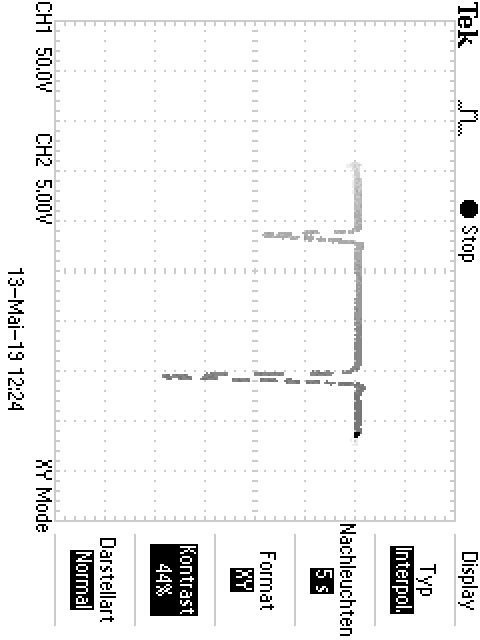 Tek Stop Display
Typ
Interpol.
Nachleuchten
5 s
Format
XY
Kontrast
44%
Darstellart
Normal
CH1 50.0V CH2 5.00V XY Mode
13-Mai-19 12:24